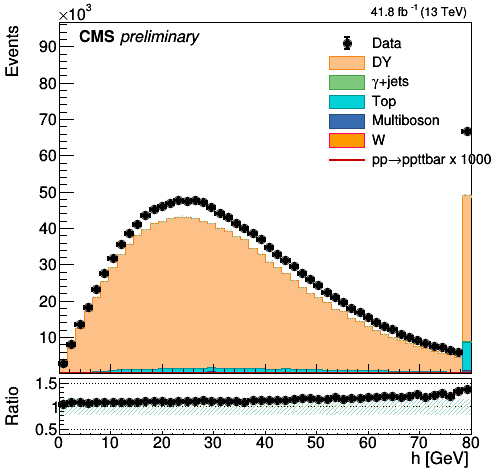 ×10³
41.8 fb⁻¹ (13 TeV)
CMS preliminary
Events
90
80
70
60
50
40
30
20
10
Data
DY
γ+jets
Top
Multiboson
W
pp→ppttbar x 1000
Ratio
1.5
1
0.5
0 10 20 30 40 50 60 70 80
h [GeV]